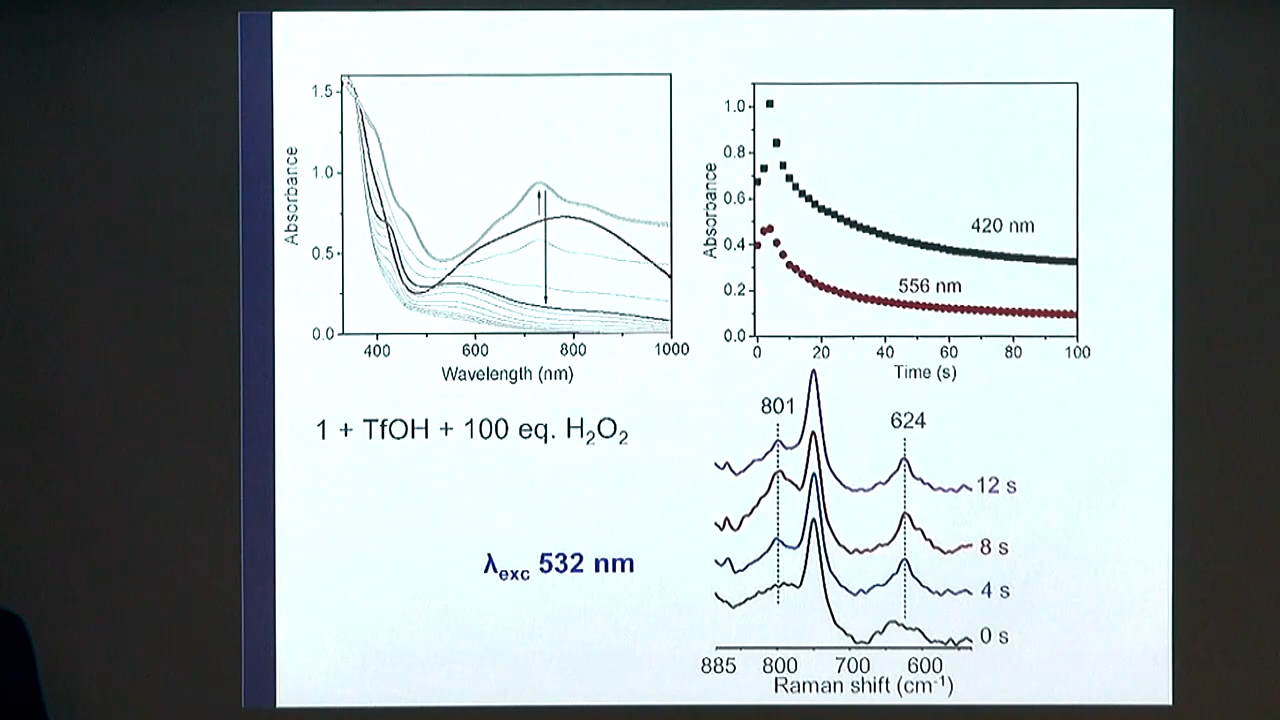 1.5
1.0
0.5
0.0
Absorbance
400 600 800 1000
Wavelength (nm)
1.0
0.8
0.6
0.4
0.2
0.0
Absorbance
420 nm
556 nm
0 20 40 60 80 100
Time (s)
1 + TfOH + 100 eq. H₂O₂
λexc 532 nm
801
624
12 s
8 s
4 s
0 s
885 800 700 600
Raman shift (cm⁻¹)